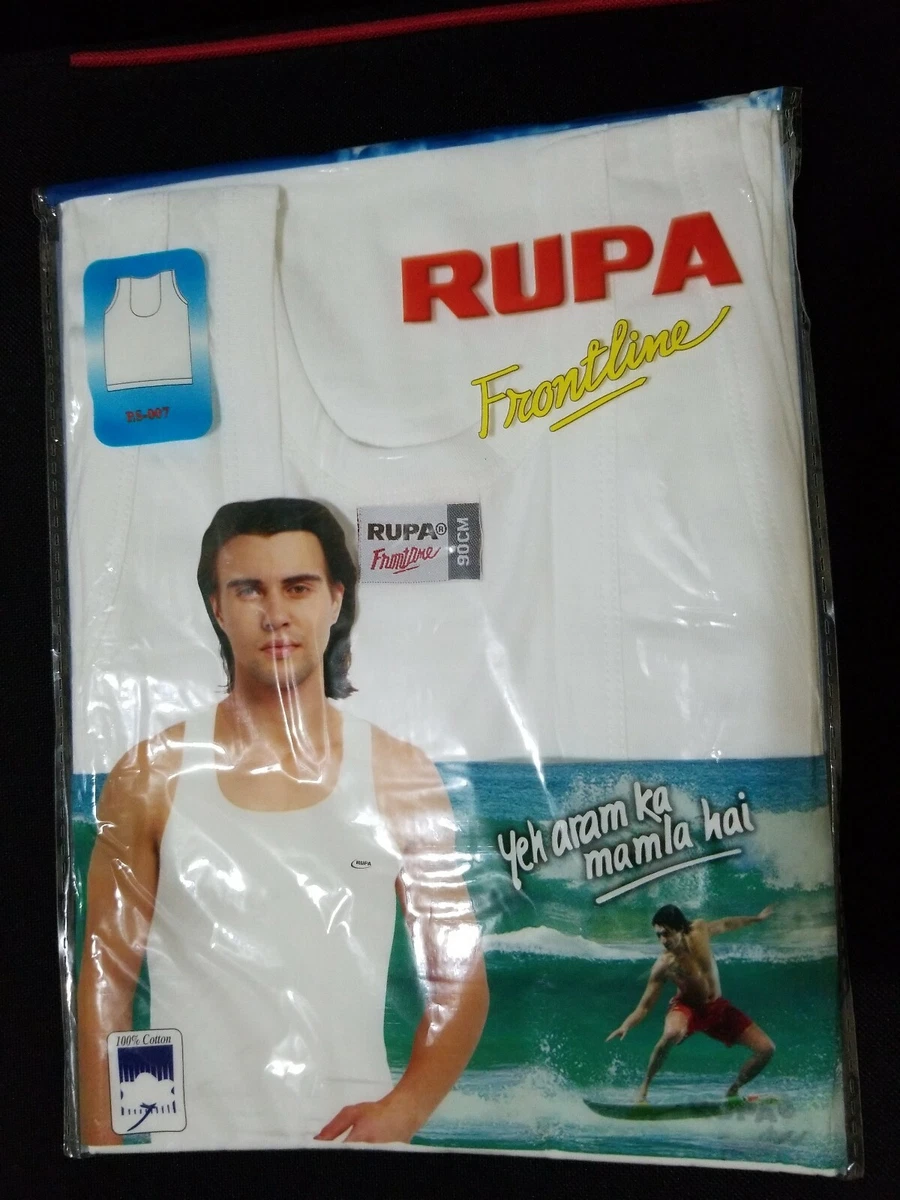 RUPA
Frontline
RS-007
RUPA®
Frontline
90CM
Yeh aram ka
mamla hai
RUPA
100% Cotton